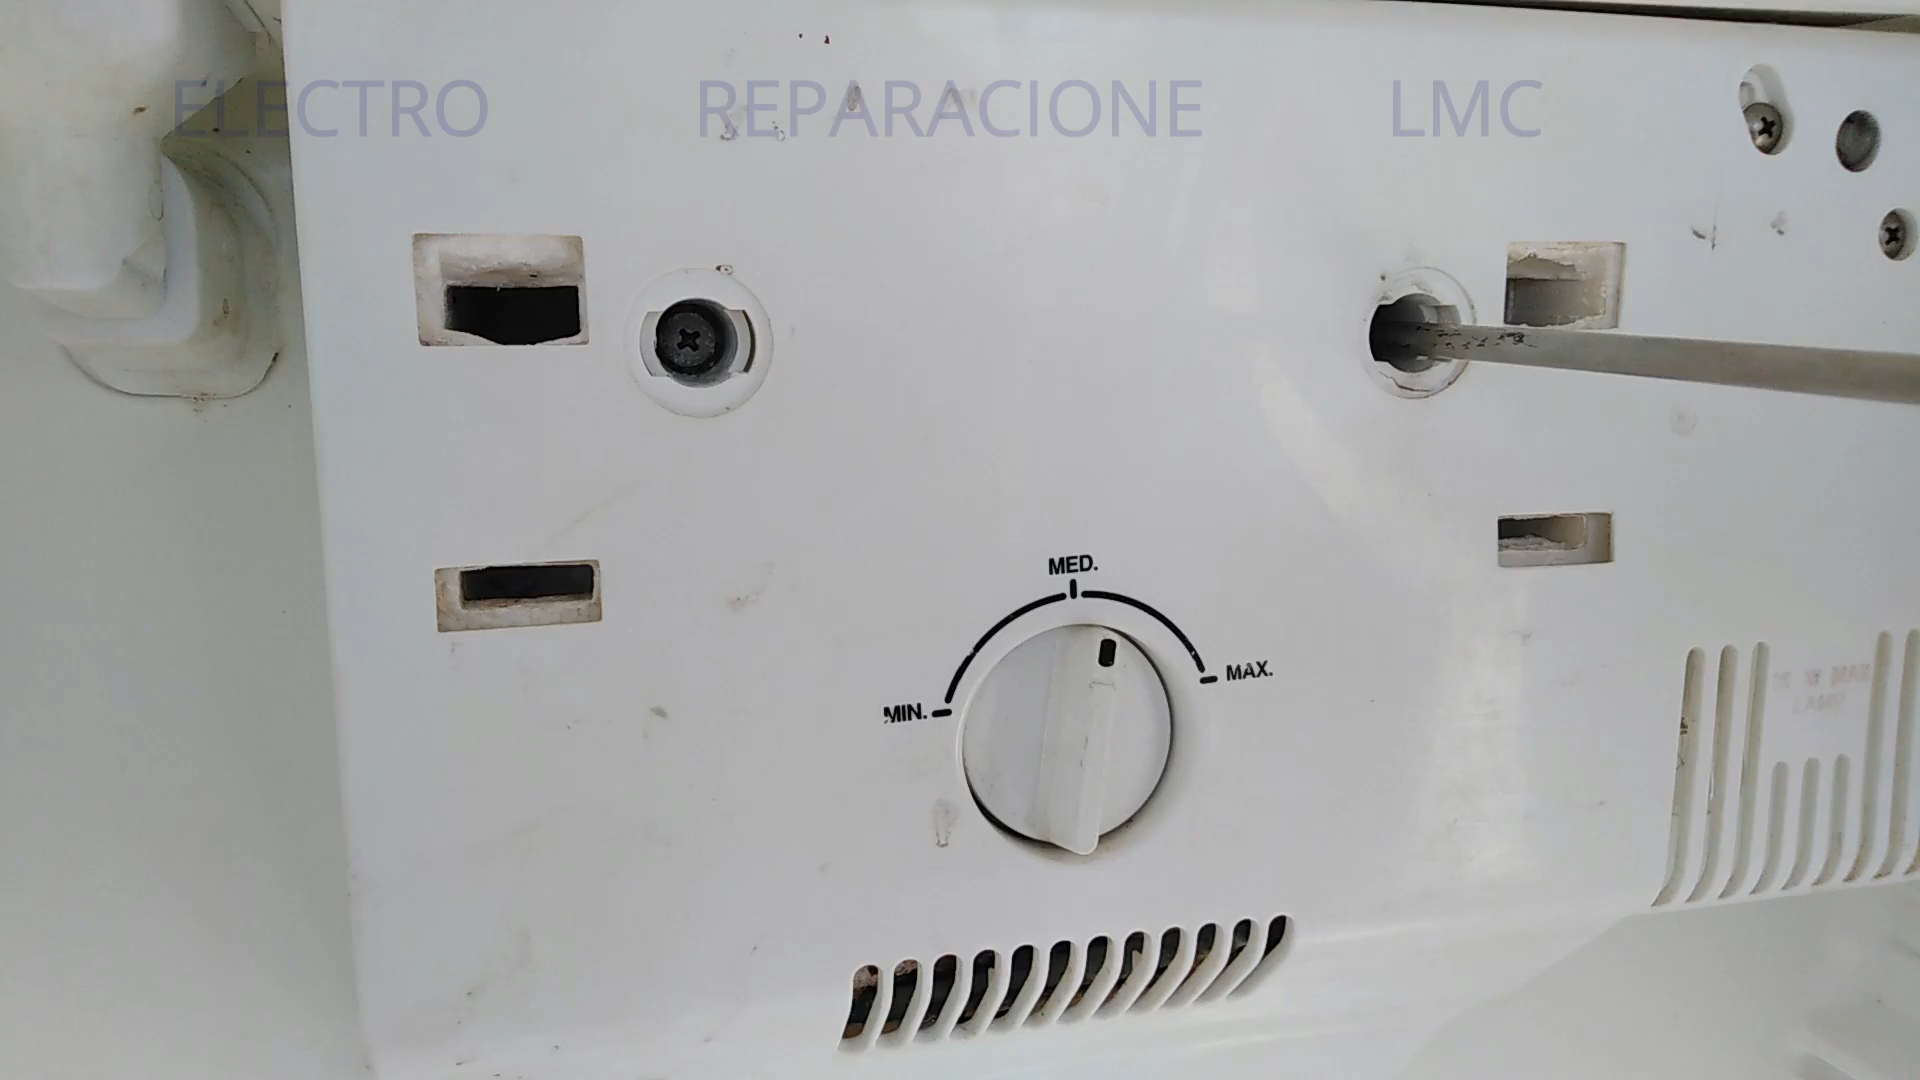 ELECTRO REPARACIONE LMC
MED.
MIN.
MAX.